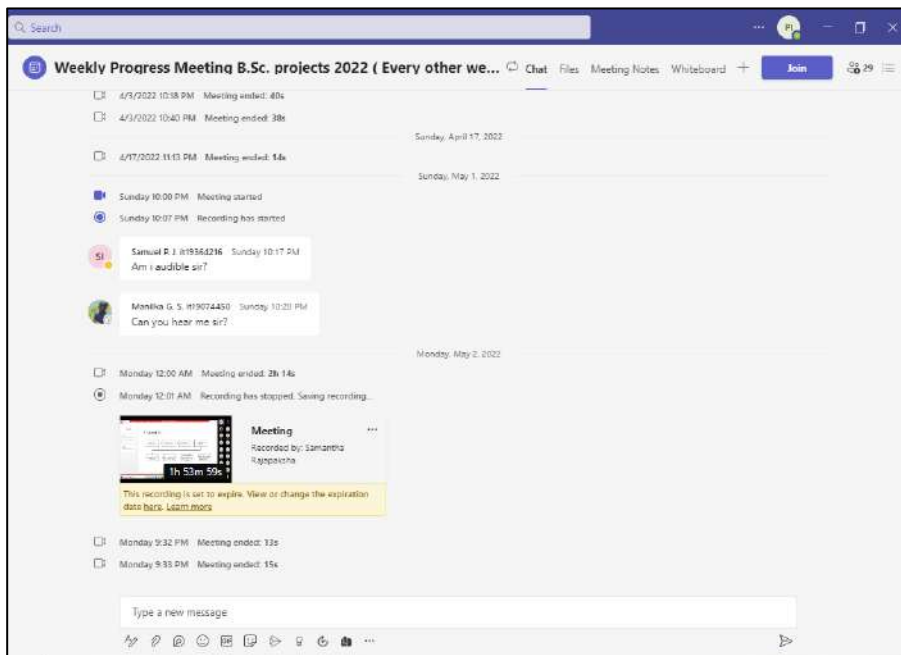 Search
Weekly Progress Meeting B.Sc. projects 2022 ( Every other we... Chat Files Meeting Notes Whiteboard + Join 29
4/3/2022 10:18 PM Meeting ended: 40s
4/3/2022 10:40 PM Meeting ended: 38s
Sunday, April 17, 2022
4/17/2022 11:13 PM Meeting ended: 14s
Sunday, May 1, 2022
Sunday 10:00 PM Meeting started
Sunday 10:07 PM Recording has started
SI
Samuel P. J. it19364216 Sunday 10:17 PM
Am i audible sir?
G. S. it19074450 Sunday PM
Can you hear me sir?
Monday, May 2, 2022
Monday 12:00 AM Meeting ended: 2h 14s
Monday 12:01 AM Recording has stopped. Saving recording...
Meeting
Recorded by: Samantha
Rajapaksha
1h 53m 59s
This recording is set to expire. View or change the expiration
date here. Learn more
Monday 9:32 PM Meeting ended: 13s
Monday 9:33 PM Meeting ended: 15s
Type a new message